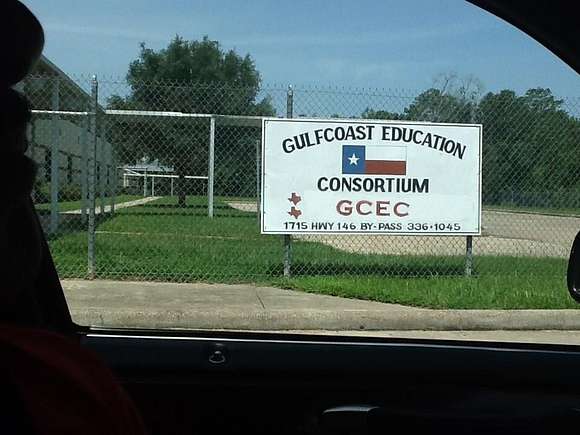 GULFCOAST EDUCATION
CONSORTIUM
GCEC
1715 HWY 146 BY-PASS 336-1045